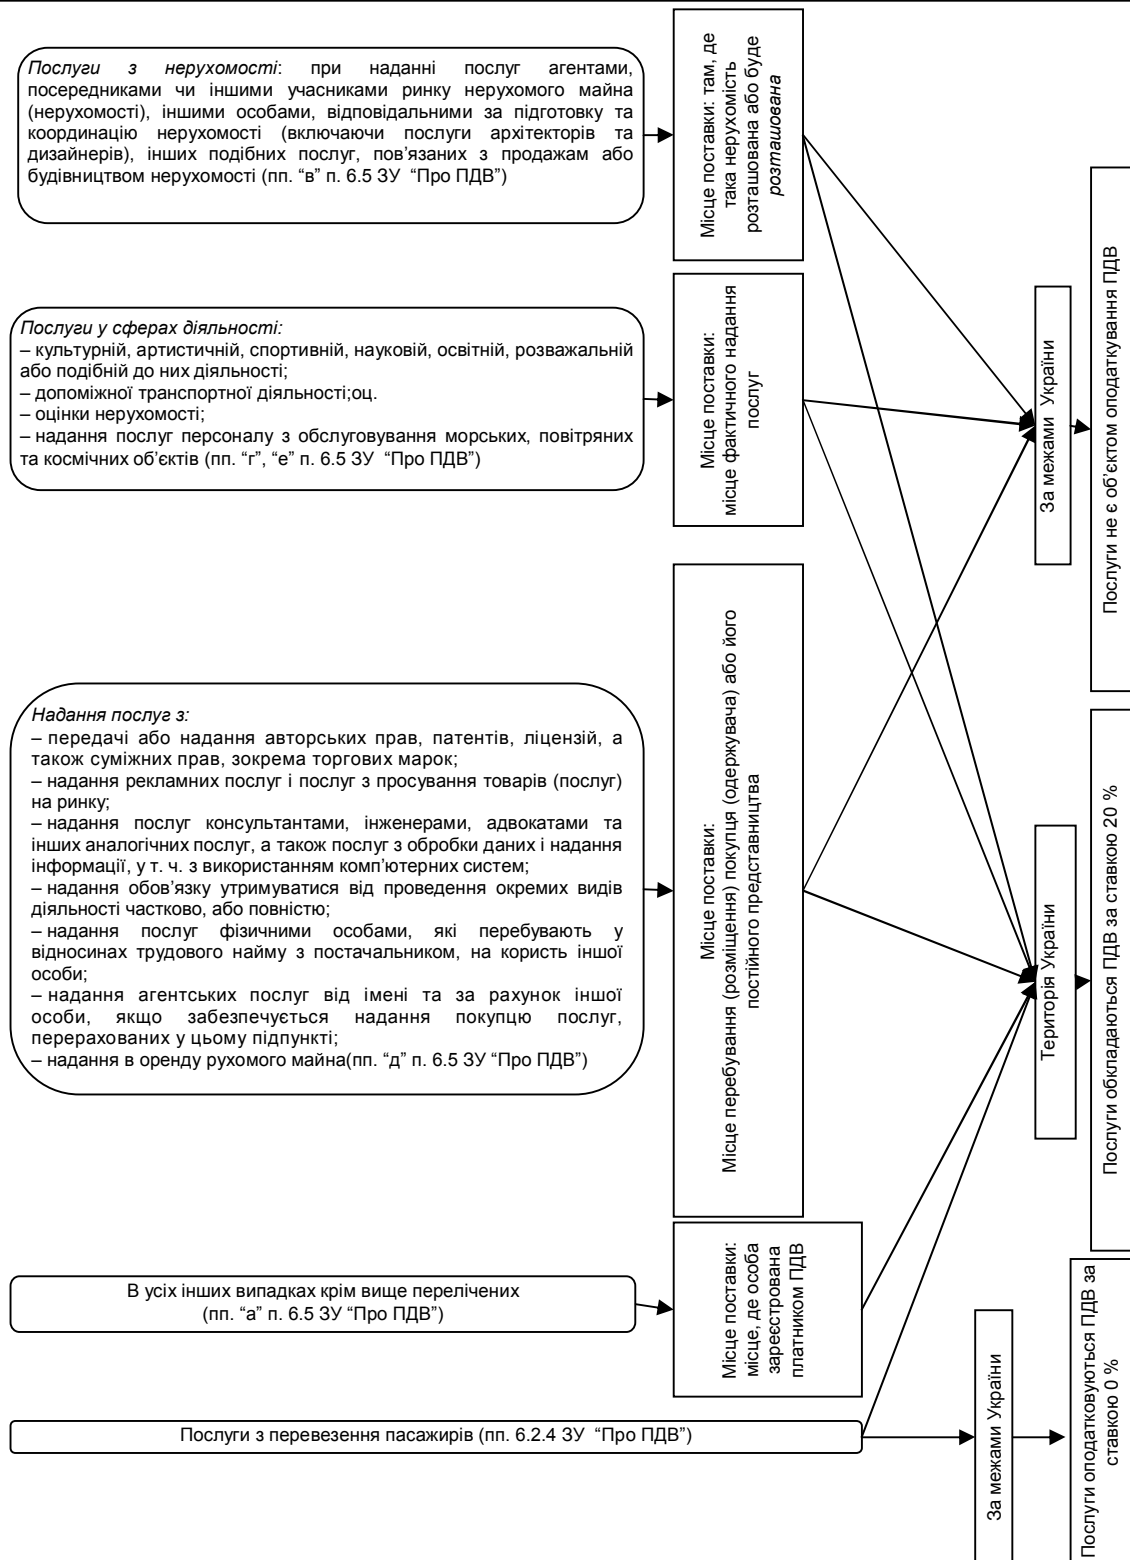 Послуги з нерухомості: при наданні послуг агентами,
посередниками чи іншими учасниками ринку нерухомого майна
(нерухомості), іншими особами, відповідальними за підготовку та
координацію нерухомості (включаючи послуги архітекторів та
дизайнерів), інших подібних послуг, пов’язаних з продажам або
будівництвом нерухомості (пп. “в” п. 6.5 ЗУ “Про ПДВ”)
Місце поставки: там, де
така нерухомість
розташована або буде
розташована
Послуги у сферах діяльності:
– культурній, артистичній, спортивній, науковій, освітній, розважальній
або подібній до них діяльності;
– допоміжної транспортної діяльності;оц.
– оцінки нерухомості;
– надання послуг персоналу з обслуговування морських, повітряних
та космічних об’єктів (пп. “г”, “е” п. 6.5 ЗУ “Про ПДВ”)
Місце поставки:
місце фактичного надання
послуг
За межами України
Послуги не є об’єктом оподаткування ПДВ
Надання послуг з:
– передачі або надання авторських прав, патентів, ліцензій, а
також суміжних прав, зокрема торгових марок;
– надання рекламних послуг і послуг з просування товарів (послуг)
на ринку;
– надання послуг консультантами, інженерами, адвокатами та
інших аналогічних послуг, а також послуг з обробки даних і надання
інформації, у т. ч. з використанням комп’ютерних систем;
– надання обов’язку утримуватися від проведення окремих видів
діяльності частково, або повністю;
– надання послуг фізичними особами, які перебувають у
відносинах трудового найму з постачальником, на користь іншої
особи;
– надання агентських послуг від імені та за рахунок іншої
особи, якщо забезпечується надання покупцю послуг,
перерахованих у цьому підпункті;
– надання в оренду рухомого майна(пп. “д” п. 6.5 ЗУ “Про ПДВ”)
Місце поставки:
Місце перебування (розміщення) покупця (одержувача) або його
постійного представництва
Територія України
Послуги обкладаються ПДВ за ставкою 20 %
В усіх інших випадках крім вище перелічених
(пп. “а” п. 6.5 ЗУ “Про ПДВ”)
Місце поставки:
місце, де особа
зареєстрована
платником ПДВ
Послуги з перевезення пасажирів (пп. 6.2.4 ЗУ “Про ПДВ”)
За межами України
Послуги оподатковуються ПДВ за
ставкою 0 %